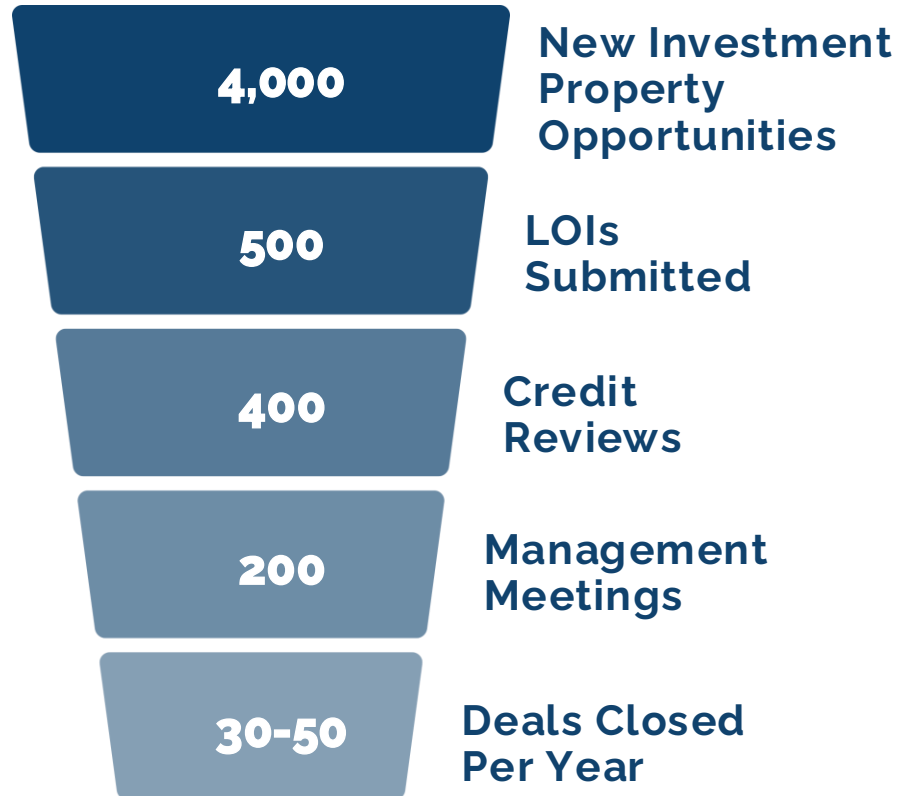 4,000
New Investment
Property
Opportunities
500
LOIs
Submitted
400
Credit
Reviews
200
Management
Meetings
30-50
Deals Closed
Per Year